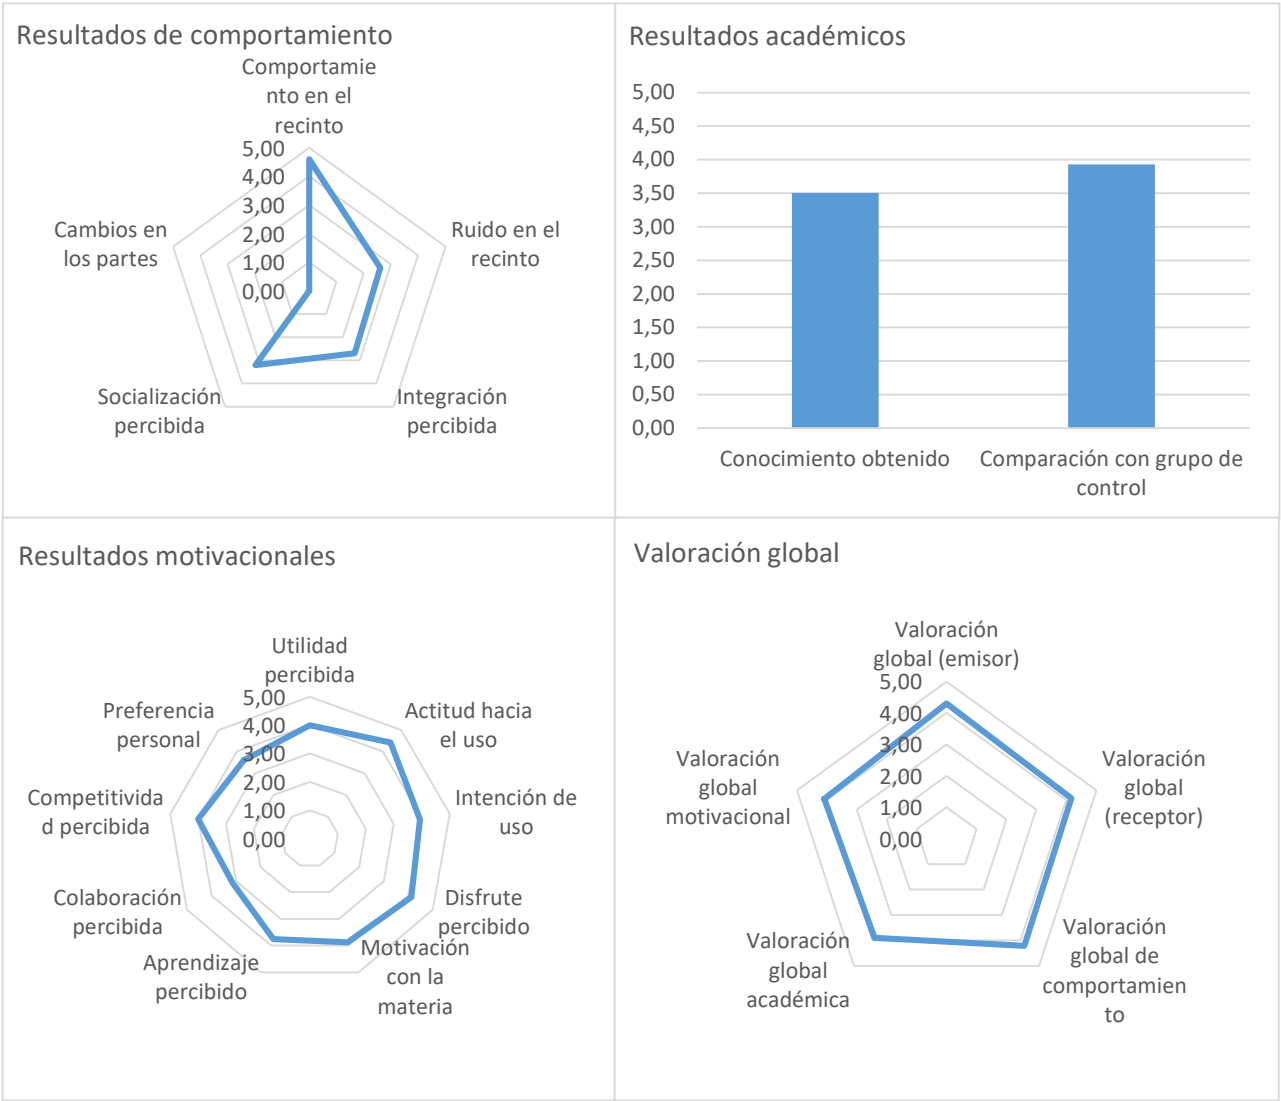 Resultados de comportamiento
Comportamie
nto en el
recinto
5,00
4,00
3,00
2,00
1,00
0,00
Ruido en el
recinto
Integración
percibida
Socialización
percibida
Cambios en
los partes
Resultados académicos
5,00
4,50
4,00
3,50
3,00
2,50
2,00
1,50
1,00
0,50
0,00
Conocimiento obtenido
Comparación con grupo de
control
Resultados motivacionales
Utilidad
percibida
5,00
4,00
3,00
2,00
1,00
0,00
Actitud hacia
el uso
Intención de
uso
Disfrute
percibido
Motivación
con la
materia
Aprendizaje
percibido
Colaboración
percibida
Competitivida
d percibida
Preferencia
personal
Valoración global
Valoración
global (emisor)
5,00
4,00
3,00
2,00
1,00
0,00
Valoración
global
(receptor)
Valoración
global de
comportamien
to
Valoración
global
académica
Valoración
global
motivacional